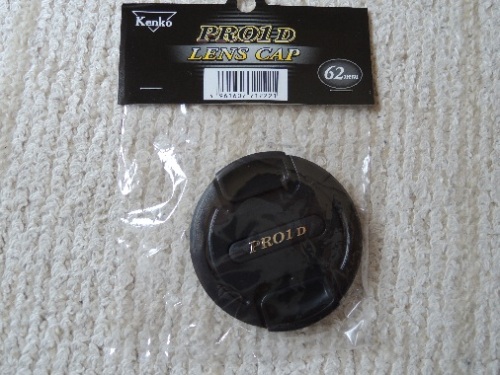 Kenko
PRO1D
LENS CAP
62mm
PRO1D